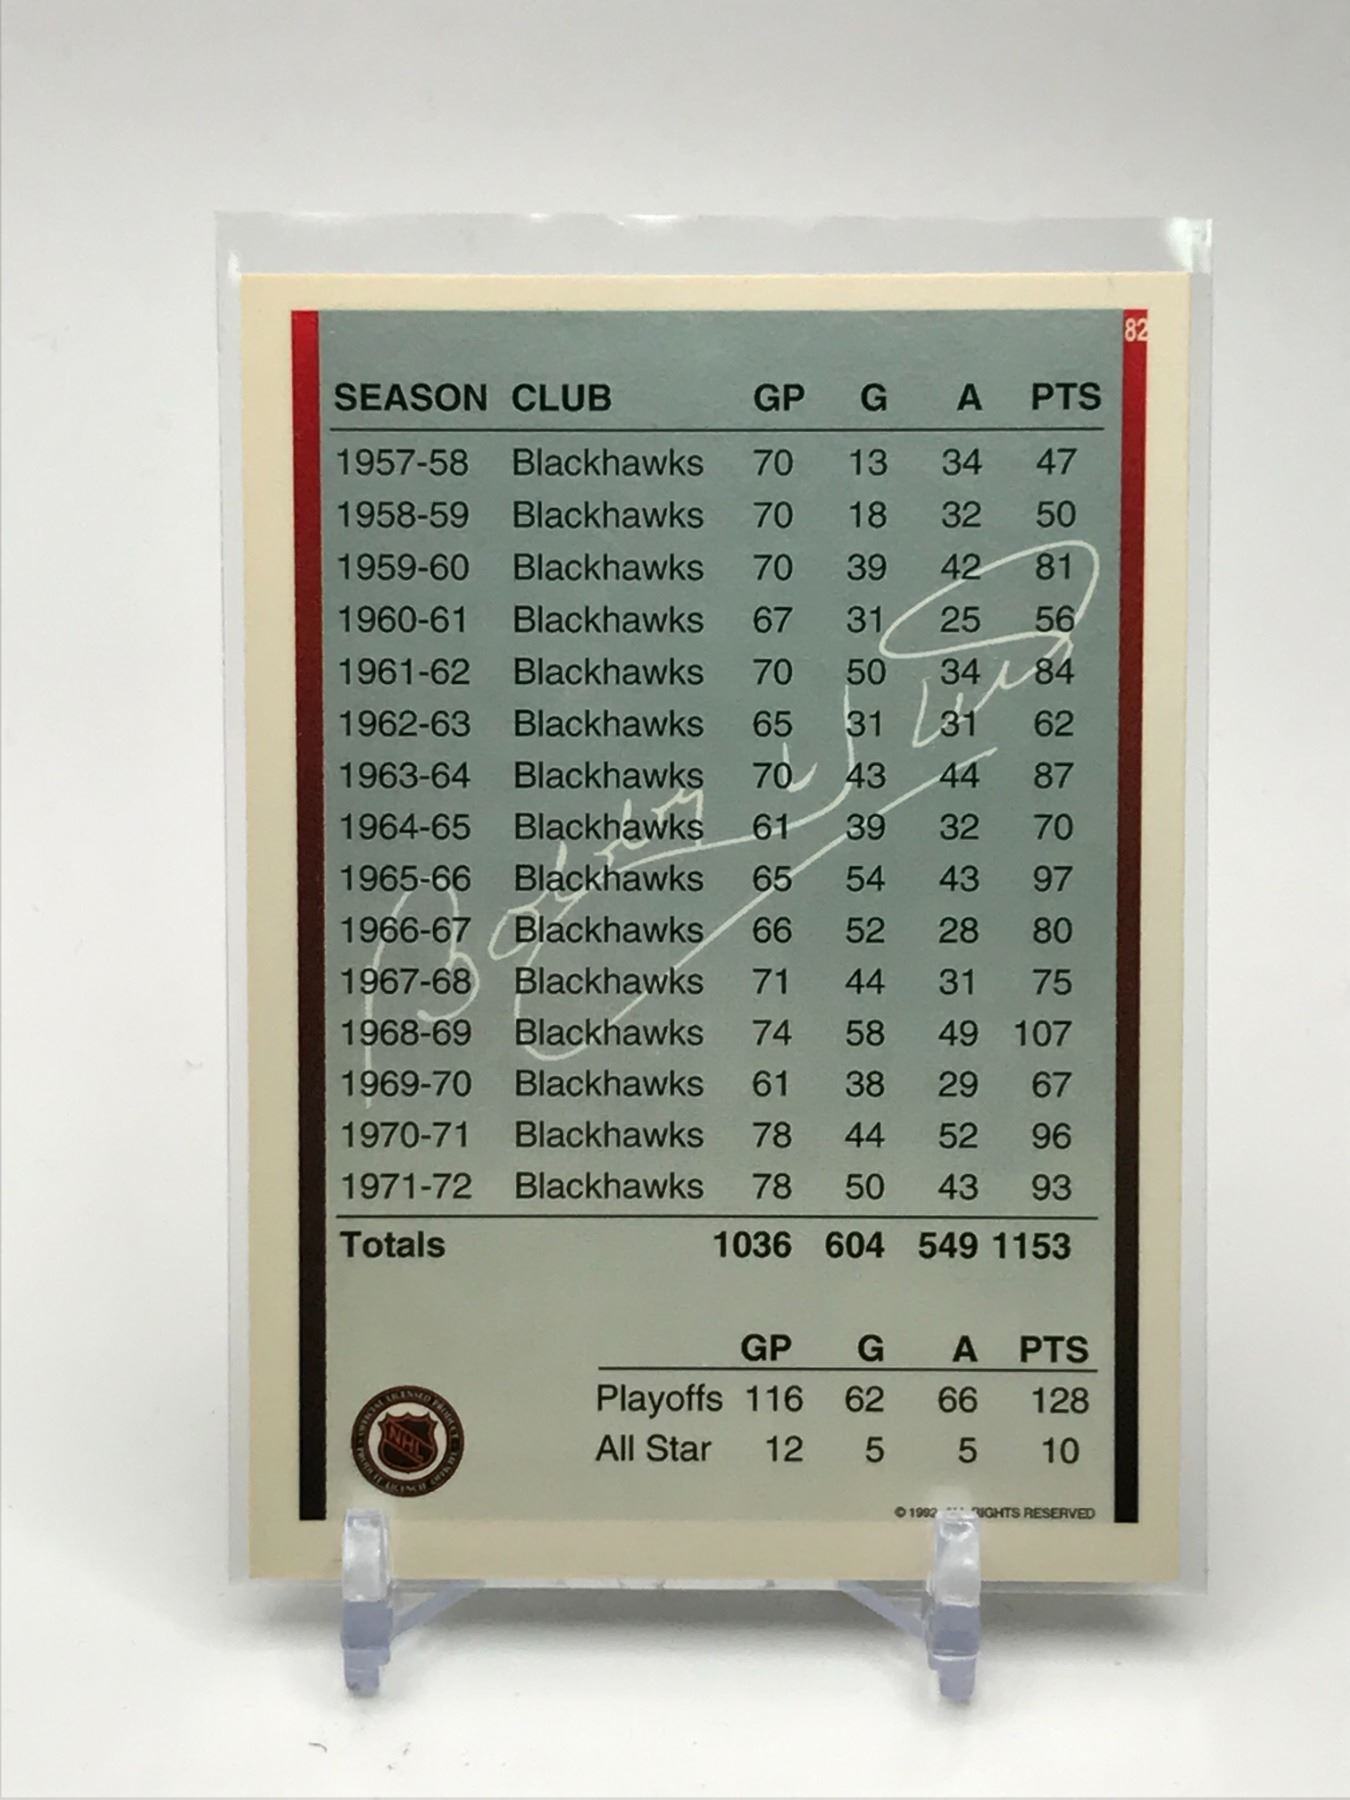 82
SEASON CLUB GP G A PTS
1957-58 Blackhawks 70 13 34 47
1958-59 Blackhawks 70 18 32 50
1959-60 Blackhawks 70 39 42 81
1960-61 Blackhawks 67 31 25 56
1961-62 Blackhawks 70 50 34 84
1962-63 Blackhawks 65 31 31 62
1963-64 Blackhawks 70 43 44 87
1964-65 Blackhawks 61 39 32 70
1965-66 Blackhawks 65 54 43 97
1966-67 Blackhawks 66 52 28 80
1967-68 Blackhawks 71 44 31 75
1968-69 Blackhawks 74 58 49 107
1969-70 Blackhawks 61 38 29 67
1970-71 Blackhawks 78 44 52 96
1971-72 Blackhawks 78 50 43 93
Totals 1036 604 549 1153
GP G A PTS
Playoffs 116 62 66 128
All Star 12 5 5 10
NHL
© 1992 RIGHTS RESERVED